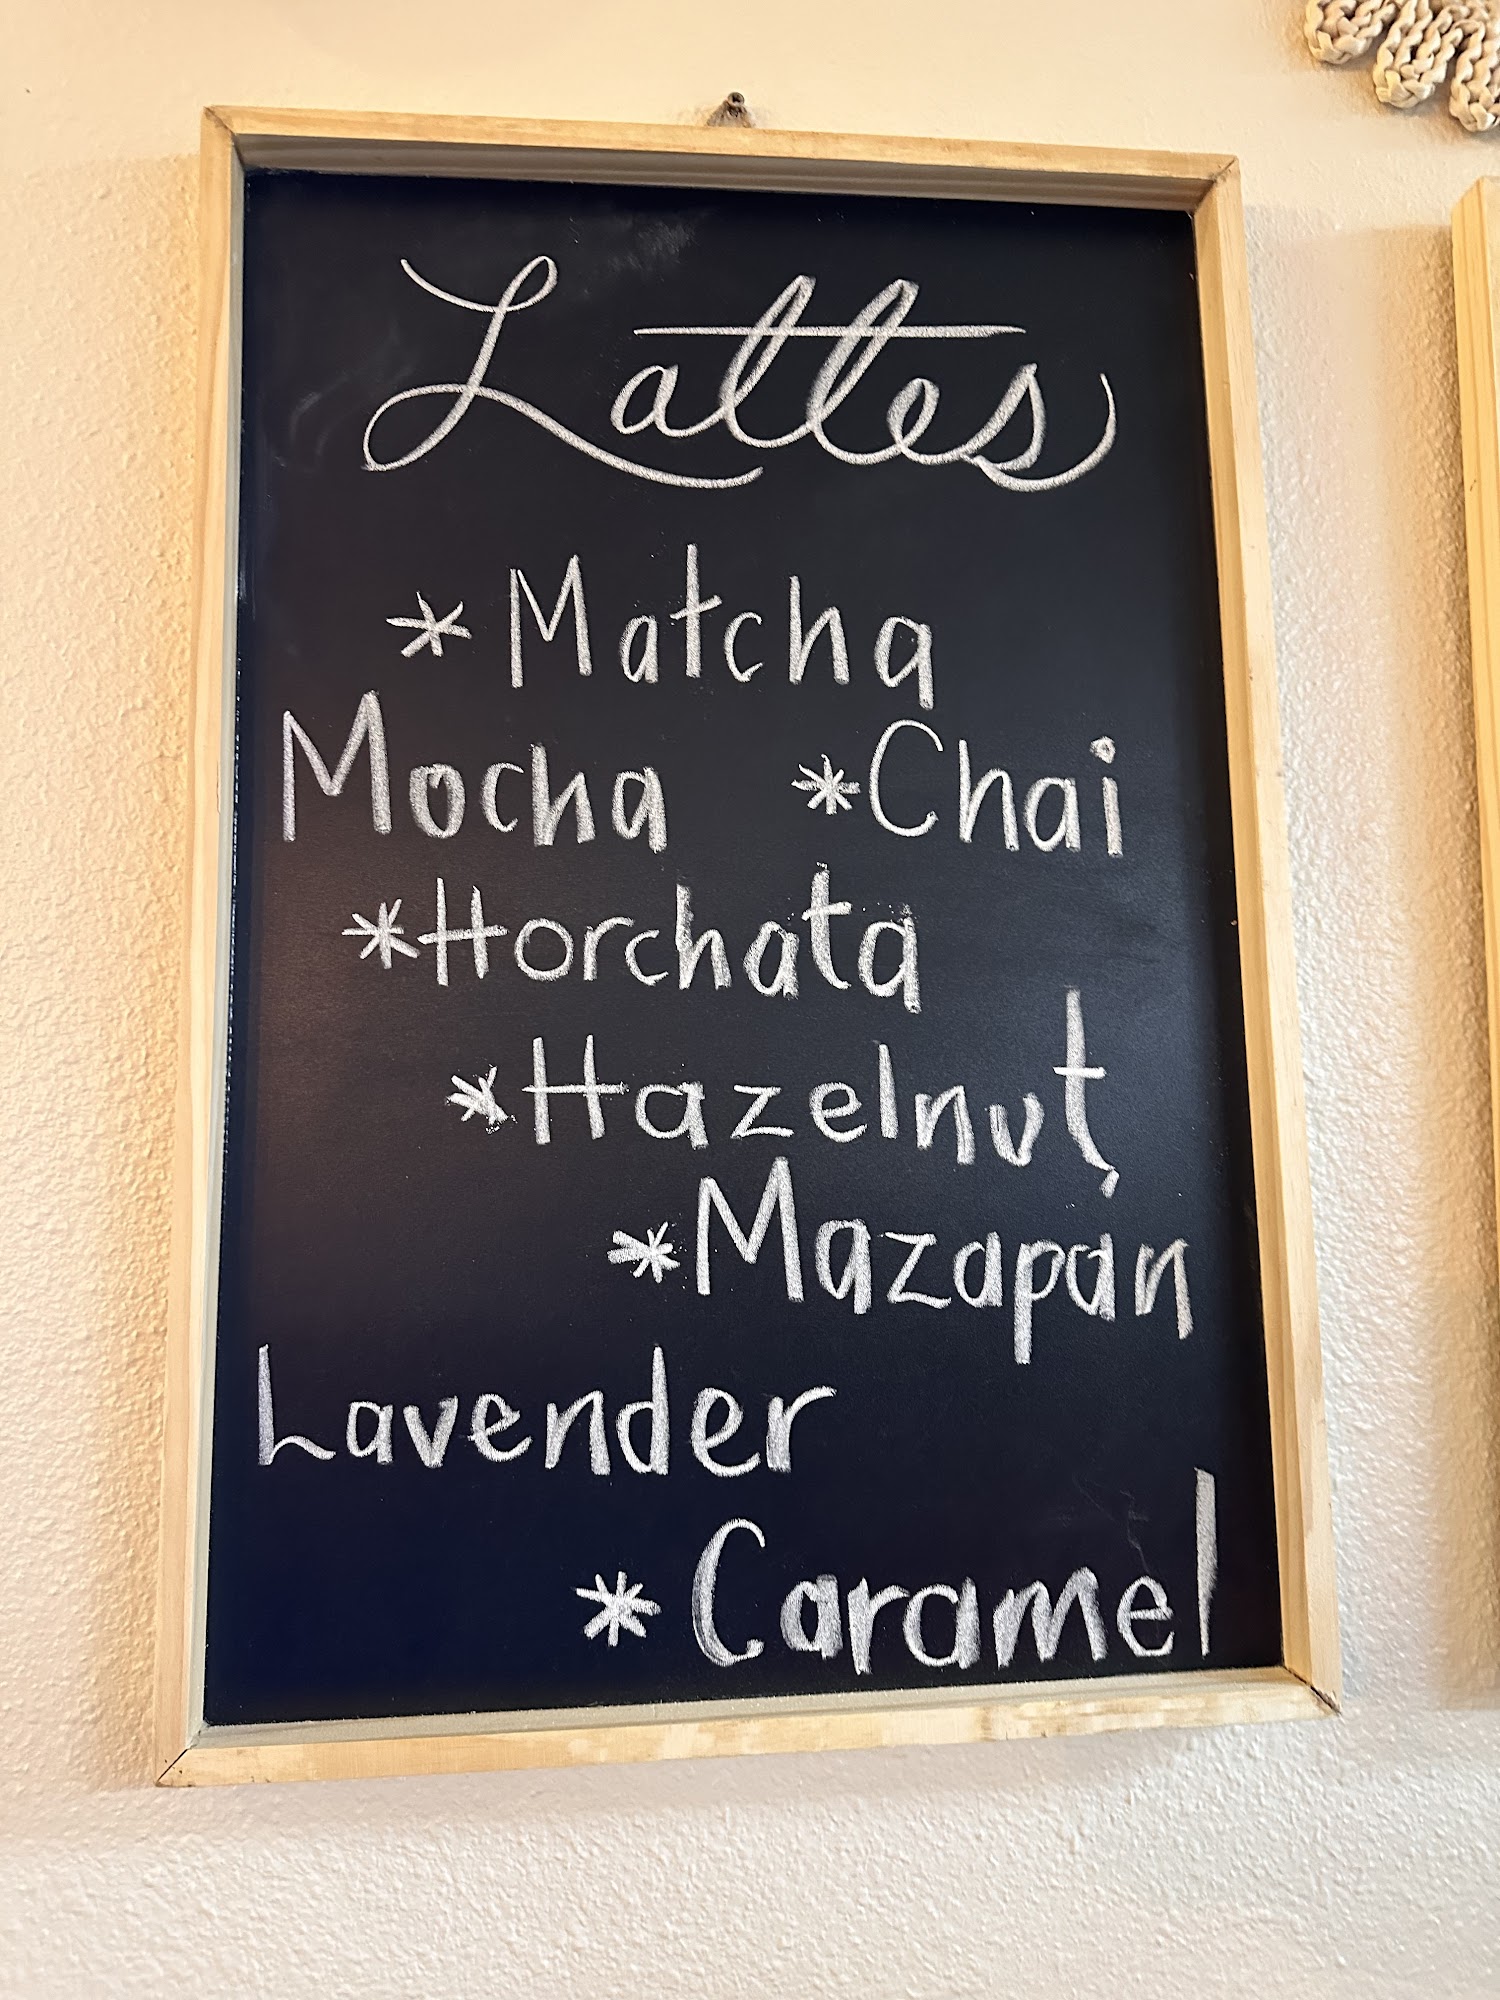 Lattes
* Matcha
Mocha *Chai
*Horchata
*Hazelnut
*Mazapan
Lavender
* Caramel